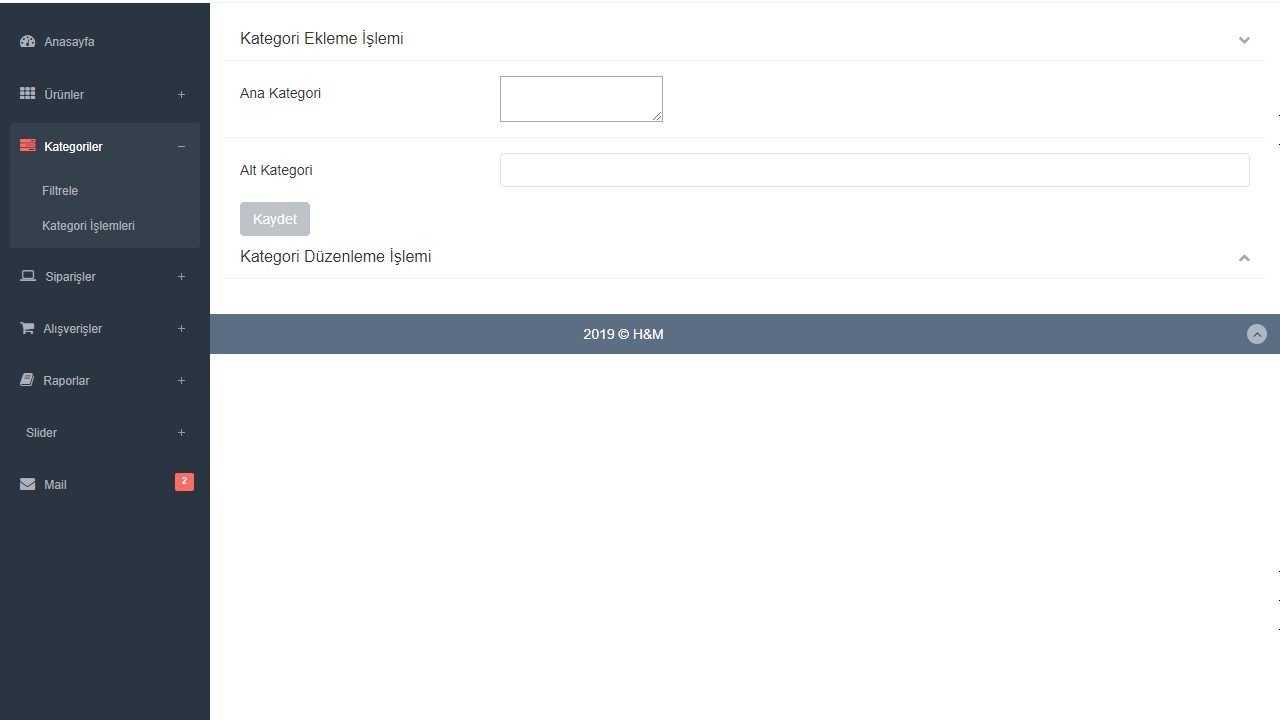 Anasayfa
Ürünler
Kategoriler
Filtrele
Kategori İşlemleri
Siparişler
Alışverişler
Raporlar
Slider
Mail
2
Kategori Ekleme İşlemi
Ana Kategori
Alt Kategori
Kaydet
Kategori Düzenleme İşlemi
2019 © H&M